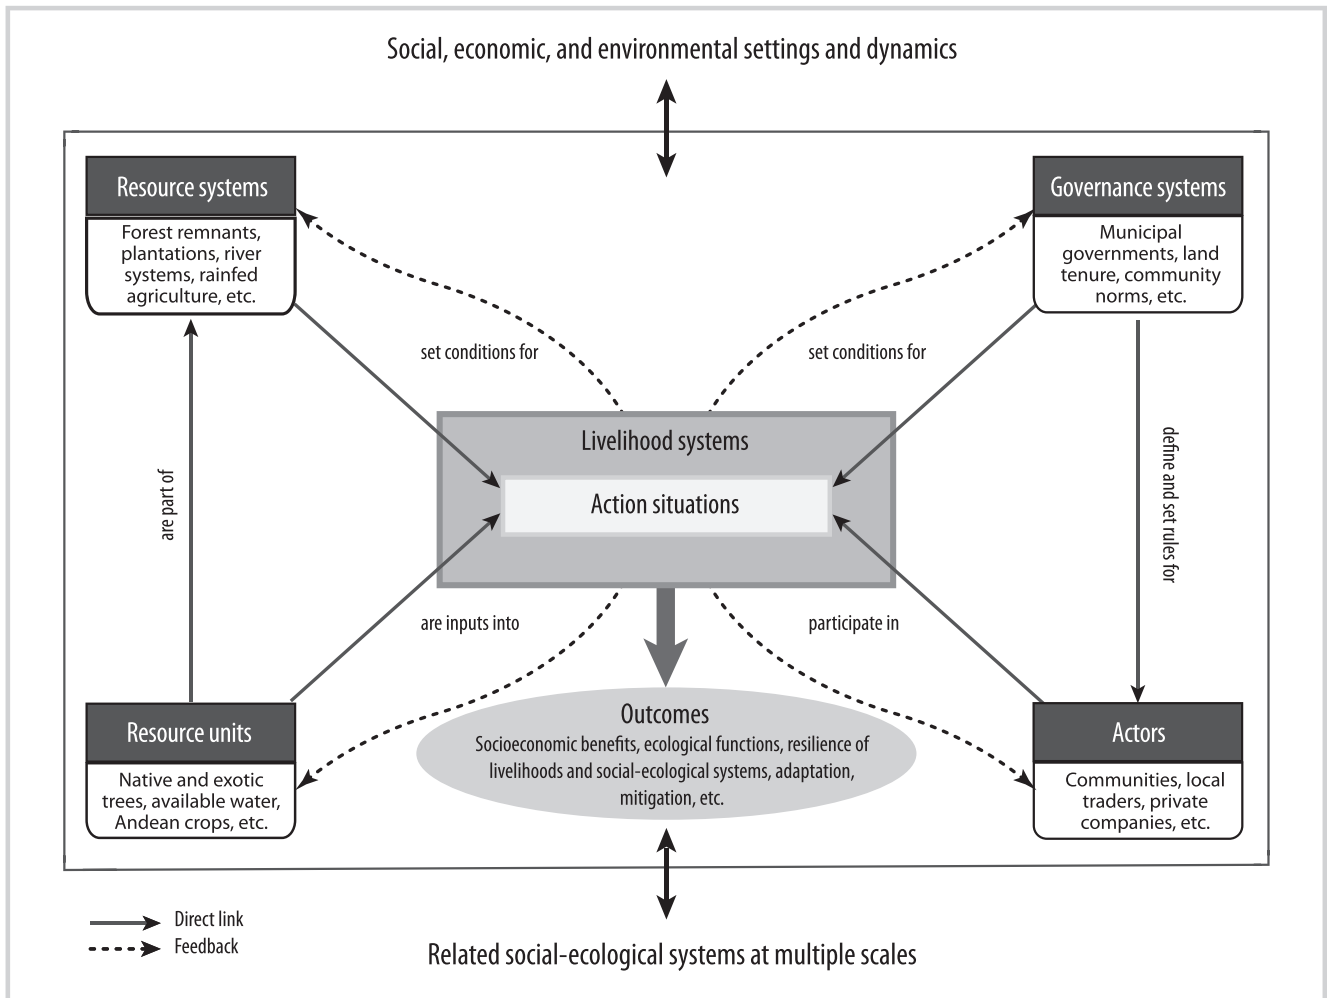 Social, economic, and environmental settings and dynamics
Resource systems
Forest remnants,
plantations, river
systems, rainfed
agriculture, etc.
Governance systems
Municipal
governments, land
tenure, community
norms, etc.
set conditions for
set conditions for
Livelihood systems
Action situations
are part of
define and set rules for
are inputs into
participate in
Resource units
Native and exotic
trees, available water,
Andean crops, etc.
Outcomes
Socioeconomic benefits, ecological functions, resilience of
livelihoods and social-ecological systems, adaptation,
mitigation, etc.
Actors
Communities, local
traders, private
companies, etc.
Direct link
Feedback
Related social-ecological systems at multiple scales